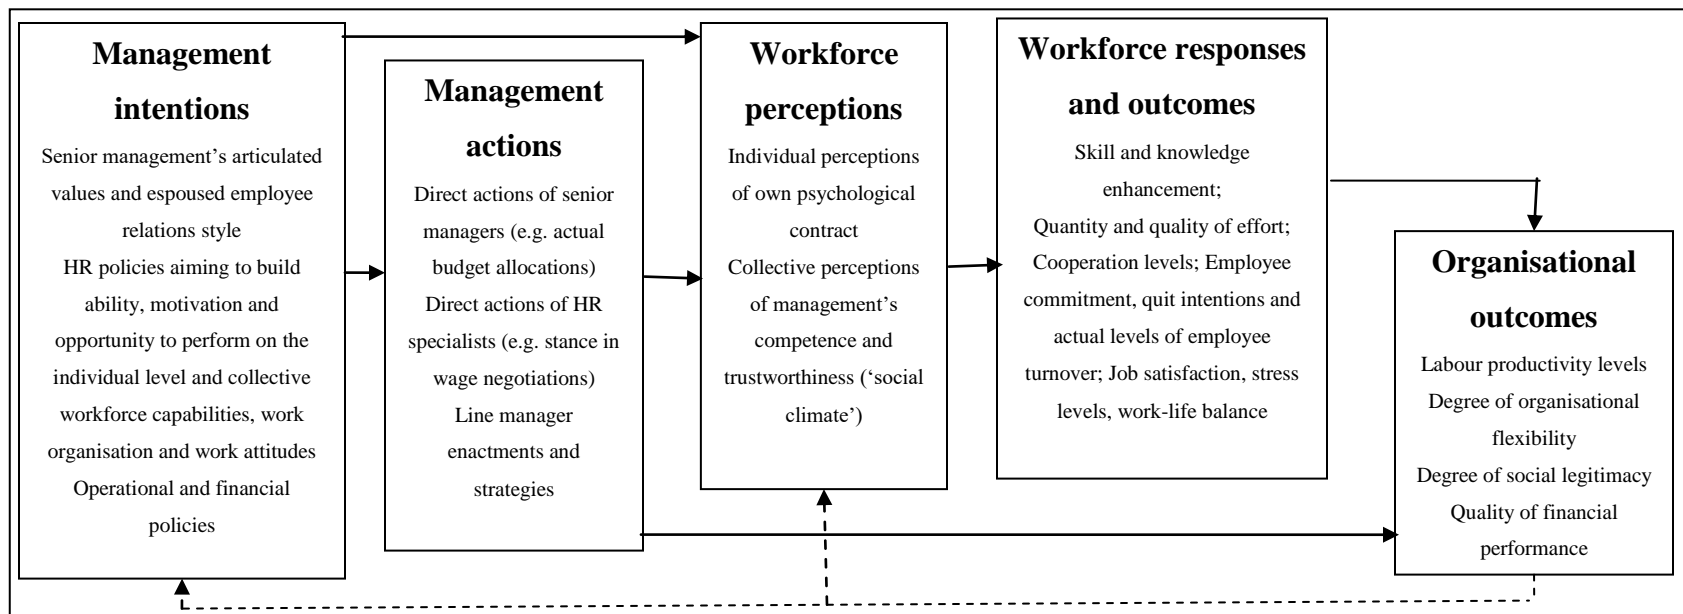 Management
intentions
Senior management’s articulated
values and espoused employee
relations style
HR policies aiming to build
ability, motivation and
opportunity to perform on the
individual level and collective
workforce capabilities, work
organisation and work attitudes
Operational and financial
policies
Management
actions
Direct actions of senior
managers (e.g. actual
budget allocations)
Direct actions of HR
specialists (e.g. stance in
wage negotiations)
Line manager
enactments and
strategies
Workforce
perceptions
Individual perceptions
of own psychological
contract
Collective perceptions
of management’s
competence and
trustworthiness (‘social
climate’)
Workforce responses
and outcomes
Skill and knowledge
enhancement;
Quantity and quality of effort;
Cooperation levels; Employee
commitment, quit intentions and
actual levels of employee
turnover; Job satisfaction, stress
levels, work-life balance
Organisational
outcomes
Labour productivity levels
Degree of organisational
flexibility
Degree of social legitimacy
Quality of financial
performance